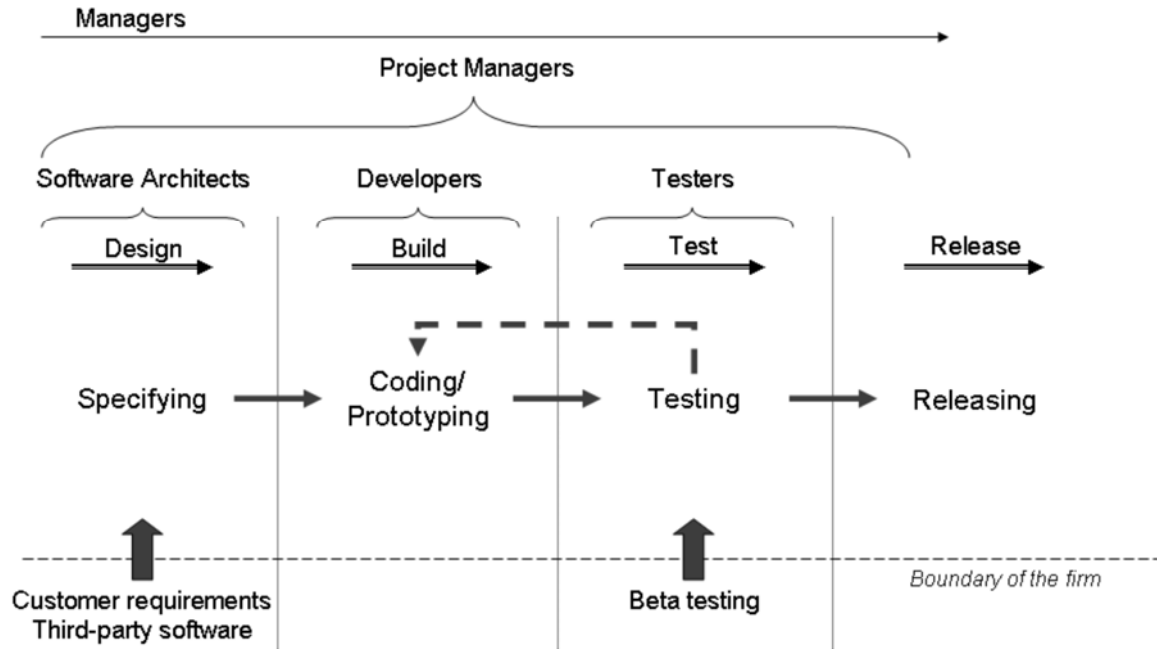 Managers
Project Managers
Software Architects
Developers
Testers
Design
Build
Test
Release
Specifying
Coding/
Prototyping
Testing
Releasing
Boundary of the firm
Customer requirements
Third-party software
Beta testing